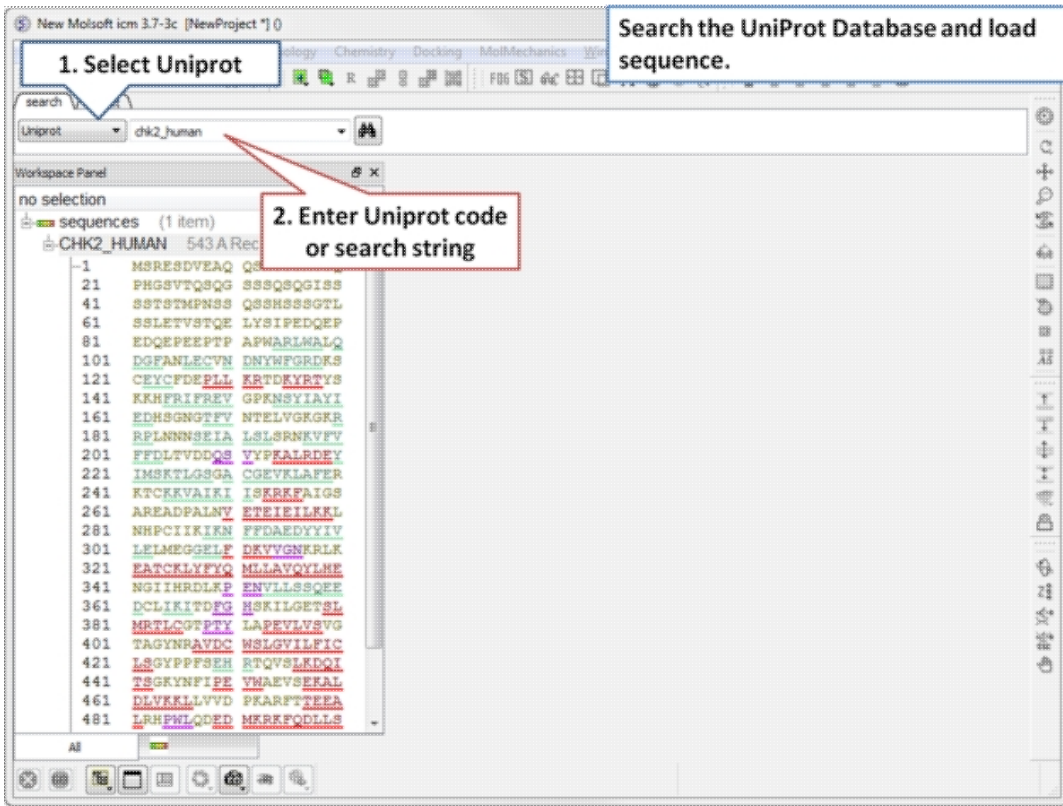 New Molsoft icm 3.7-3c [NewProject *] ()
Search the UniProt Database and load
sequence.
Chemistry Docking MolMechanics
1. Select Uniprot
R
search
Uniprot chk2_human
Workspace Panel
no selection
2. Enter Uniprot code
or search string
sequences (1 item)
CHK2_HUMAN 543 A Rec
1 MSRESDVEAQ
21 PHGSVTQSQG SSSQSQGISS
41 SSTSTMPNSS QSSHSSSGTL
61 SSLETVSTQE LYSIPEDQEP
81 EDQEPEEPTP APWARLWALQ
101 DGFANLECVN DNYWFGRDKS
121 CEYCFDEPLL KRTDKYRTYS
141 KKHFRIFREV GPKNSYIAYI
161 EDHSGNGTFV NTELVGKGKR
181 RPLNNNSEIA LSLSRNKVFV
201 FFDLTVDDQS VYPKALRDEY
221 IMSKTLGSGA CGEVKLAFER
241 KTCKKVAIKI ISKRKFAIGS
261 AREADPALNV ETEIEILKKL
281 NHPCIIKIKN FFDAEDYYIV
301 LELMEGGELF DKVVGNKRLK
321 EATCKLYFYQ MLLAVQYLHE
341 NGIIHRDLKP ENVLLSSQEE
361 DCLIKITDFG HSKILGETSL
381 MRTLCGTPTY LAPEVLVSVG
401 TAGYNRAVDC WSLGVILFIC
421 LSGYPPFSEH RTQVSLKDQI
441 TSGKYNFIPE VWAEVSEKAL
461 DLVKKLLVVD PKARFTTEEA
481 LRHPWLQDED MKRKFQDLLS
All